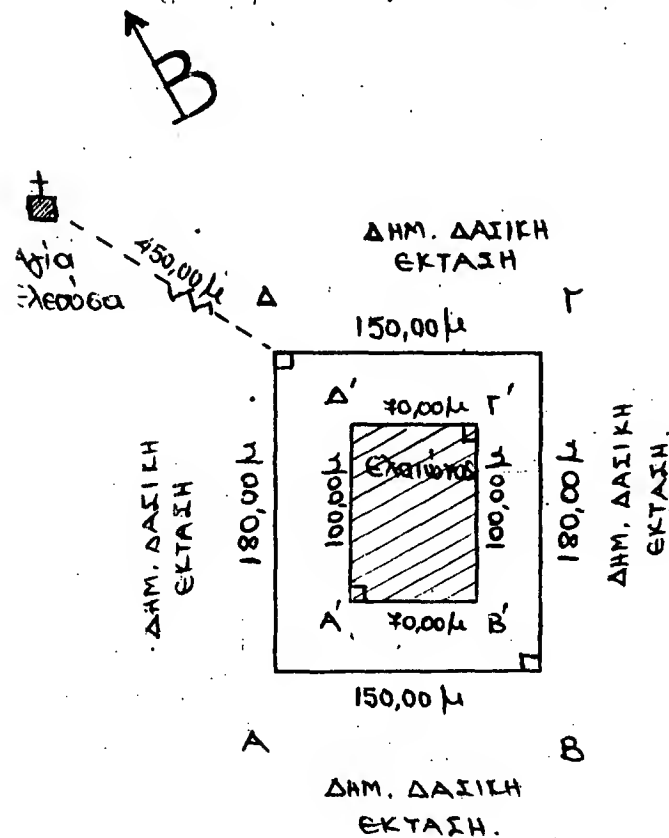 Β
450,00μ
Αγία
Ελεούσα
ΔΗΜ. ΔΑΣΙΚΗ
ΕΚΤΑΣΗ
Δ
Γ
150,00μ
Δ'
70,00μ
Γ'
ΔΗΜ. ΔΑΣΙΚΗ
ΕΚΤΑΣΗ
180,00μ
100,00μ
Ελαιώνας
100,00μ
180,00μ
ΔΗΜ. ΔΑΣΙΚΗ
ΕΚΤΑΣΗ.
Α'
70,00μ
Β'
150,00μ
Α
Β
ΔΗΜ. ΔΑΣΙΚΗ
ΕΚΤΑΣΗ.